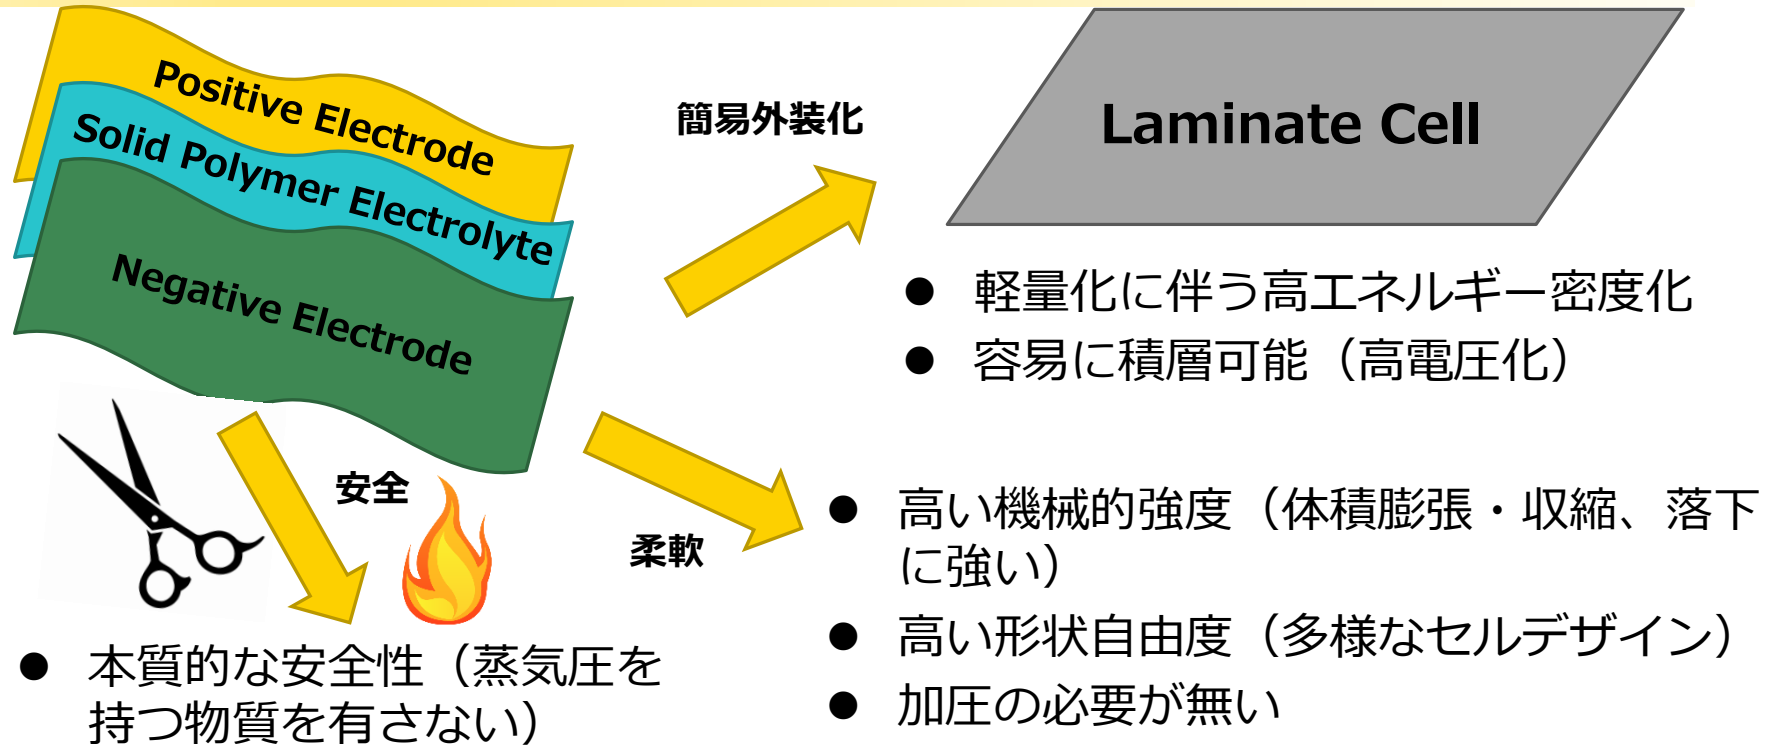 Positive Electrode
Solid Polymer Electrolyte
Negative Electrode
簡易外装化
Laminate Cell
● 軽量化に伴う高エネルギー密度化
● 容易に積層可能（高電圧化）
安全
柔軟
● 高い機械的強度（体積膨張・収縮、落下
に強い）
● 高い形状自由度（多様なセルデザイン）
● 加圧の必要が無い
● 本質的な安全性（蒸気圧を
持つ物質を有さない）